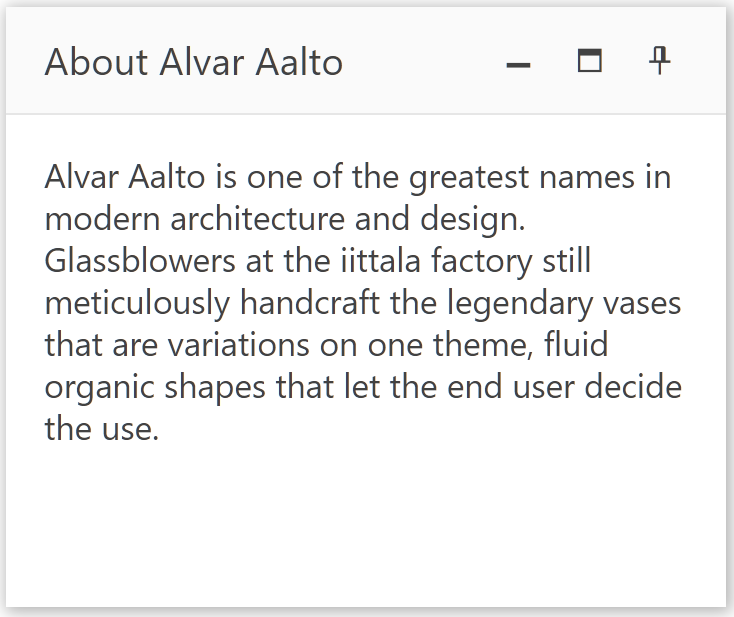 About Alvar Aalto
Alvar Aalto is one of the greatest names in
modern architecture and design.
Glassblowers at the iittala factory still
meticulously handcraft the legendary vases
that are variations on one theme, fluid
organic shapes that let the end user decide
the use.